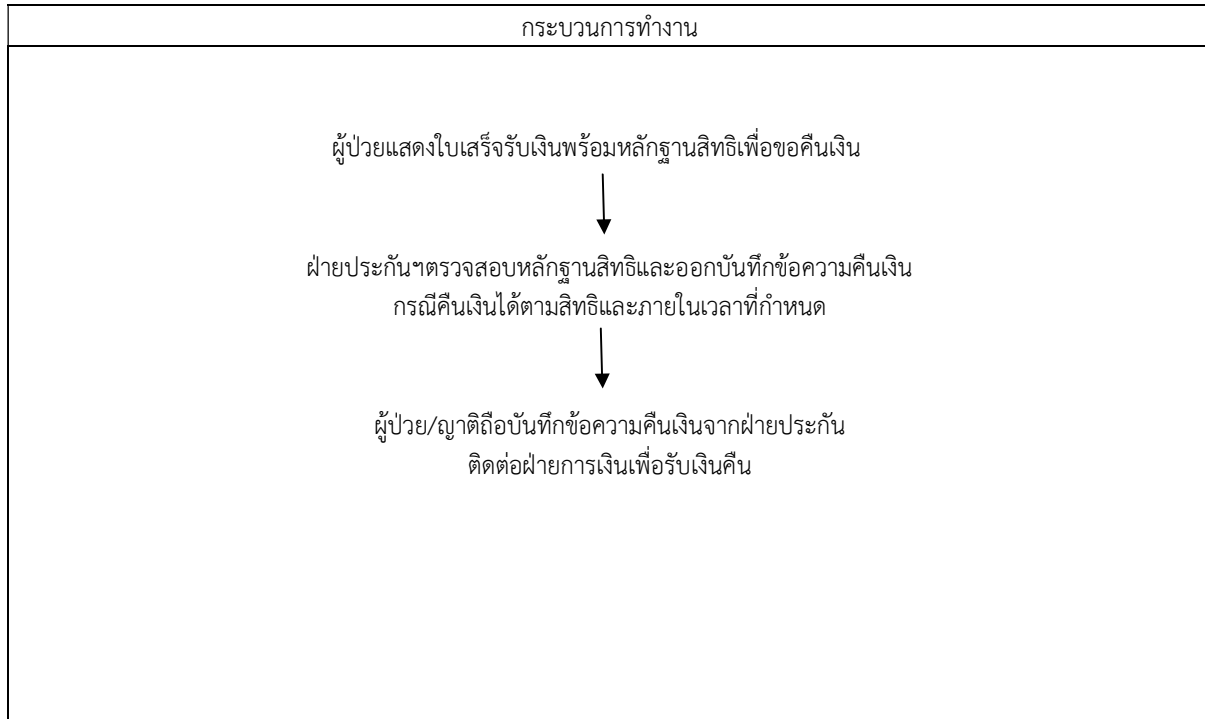 กระบวนการทำงาน
ผู้ป่วยแสดงใบเสร็จรับเงินพร้อมหลักฐานสิทธิเพื่อขอคืนเงิน
ฝ่ายประกันฯตรวจสอบหลักฐานสิทธิและออกบันทึกข้อความคืนเงิน
กรณีคืนเงินได้ตามสิทธิและภายในเวลาที่กำหนด
ผู้ป่วย/ญาติถือบันทึกข้อความคืนเงินจากฝ่ายประกัน
ติดต่อฝ่ายการเงินเพื่อรับเงินคืน